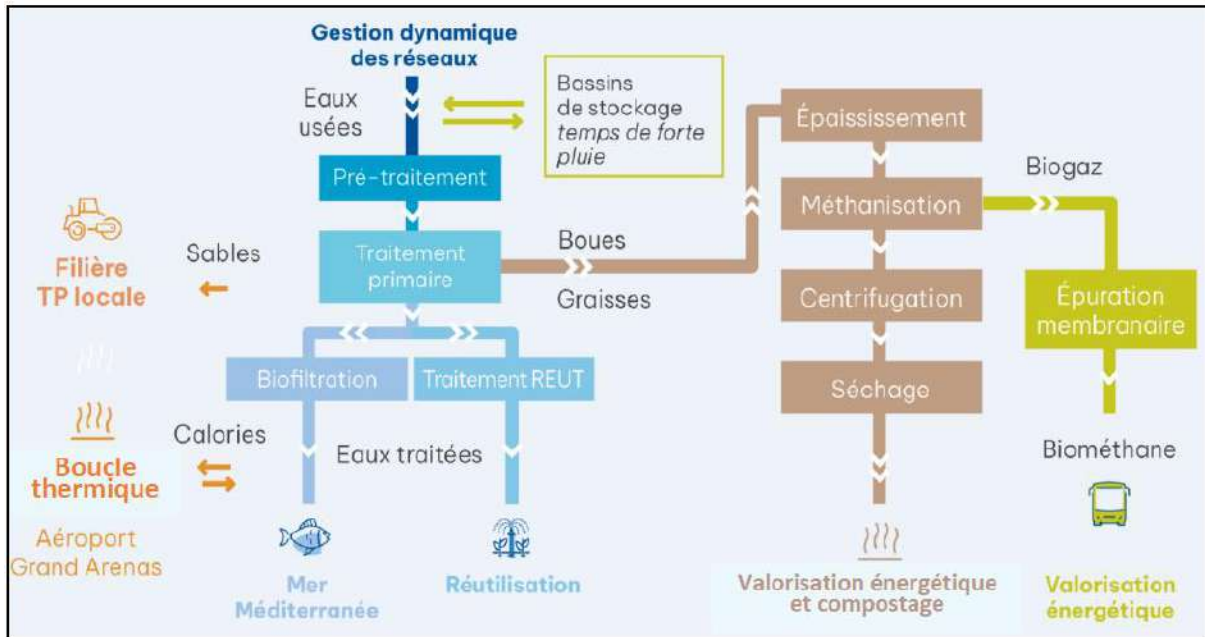 Gestion dynamique
des réseaux
Eaux
usées
Bassins
de stockage
temps de forte
pluie
Pré-traitement
Traitement
primaire
Sables
Filière
TP locale
Boues
Graisses
Épaississement
Méthanisation
Centrifugation
Séchage
Biogaz
Épuration
membranaire
Biofiltration
Traitement REUT
Calories
Boucle
thermique
Aéroport
Grand Arenas
Eaux traitées
Mer
Méditerranée
Réutilisation
Valorisation énergétique
et compostage
Biométhane
Valorisation
énergétique